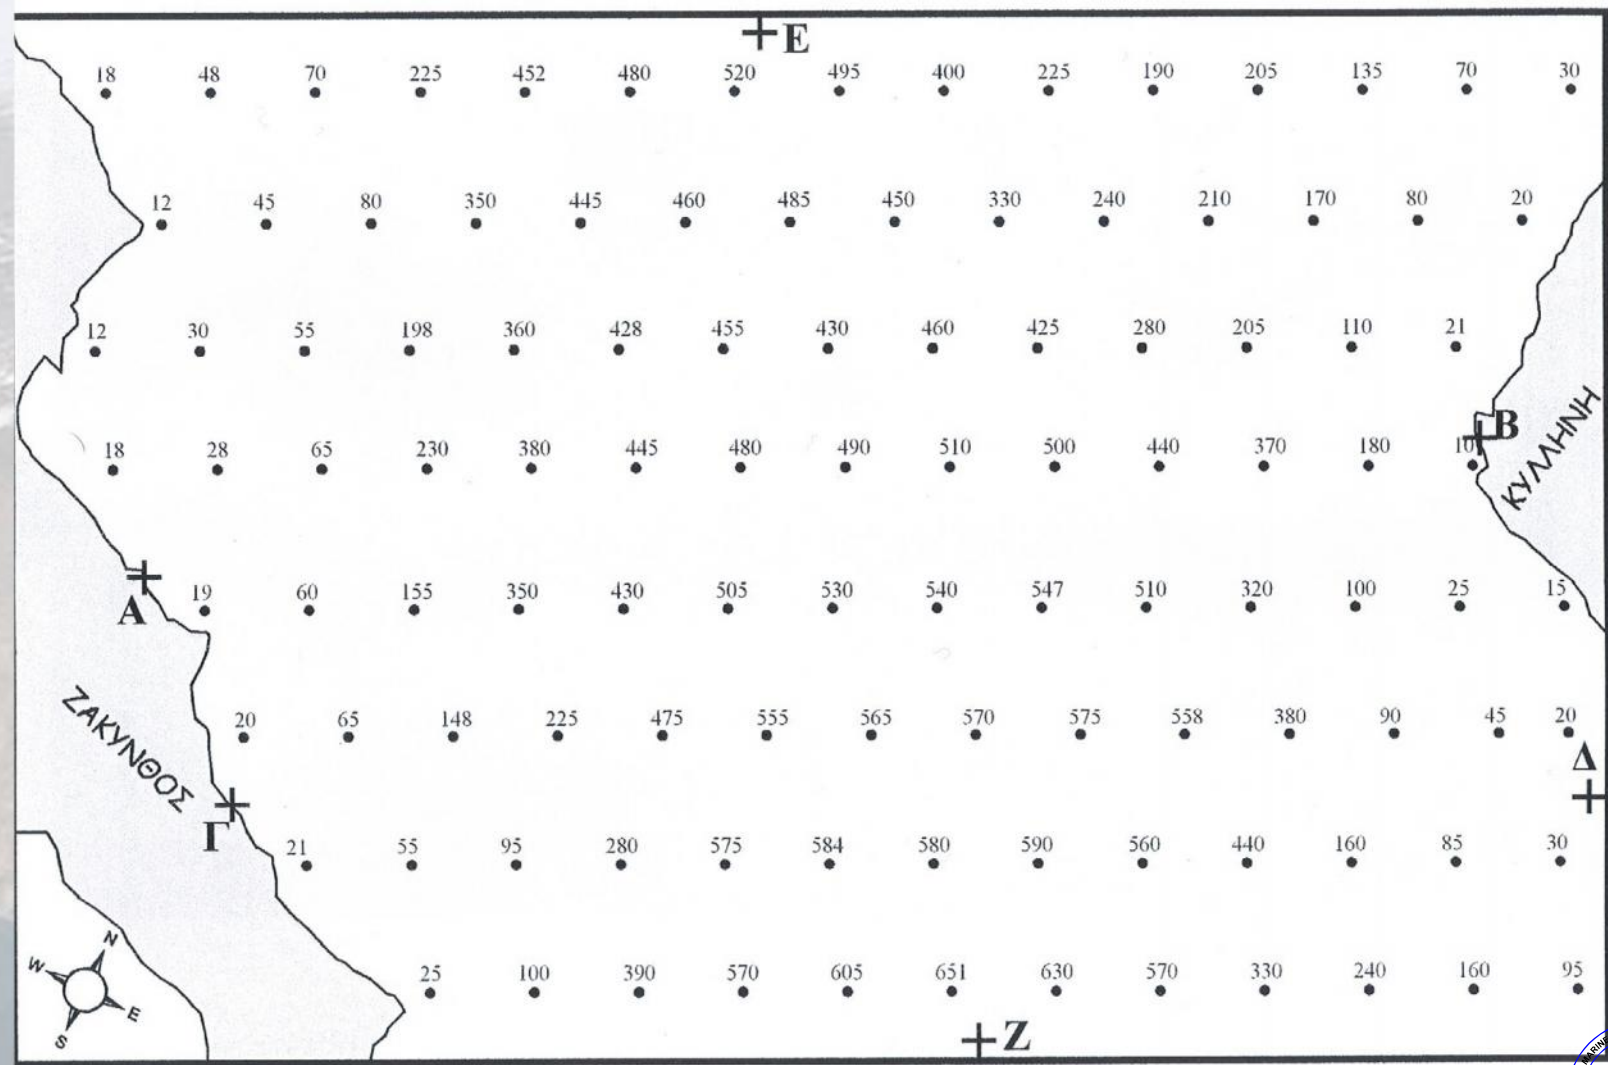 Ε
18 48 70 225 452 480 520 495 400 225 190 205 135 70 30
12 45 80 350 445 460 485 450 330 240 210 170 80 20
12 30 55 198 360 428 455 430 460 425 280 205 110 21
Β
18 28 65 230 380 445 480 490 510 500 440 370 180 10
ΚΥΛΛΗΝΗ
19 60 155 350 430 505 530 540 547 510 320 100 25 15
Α
20 65 148 225 475 555 565 570 575 558 380 90 45 20
ΖΑΚΥΝΘΟΣ
Δ
Γ
21 55 95 280 575 584 580 590 560 440 160 85 30
N
W
E
S
25 100 390 570 605 651 630 570 330 240 160 95
Ζ
MARINE